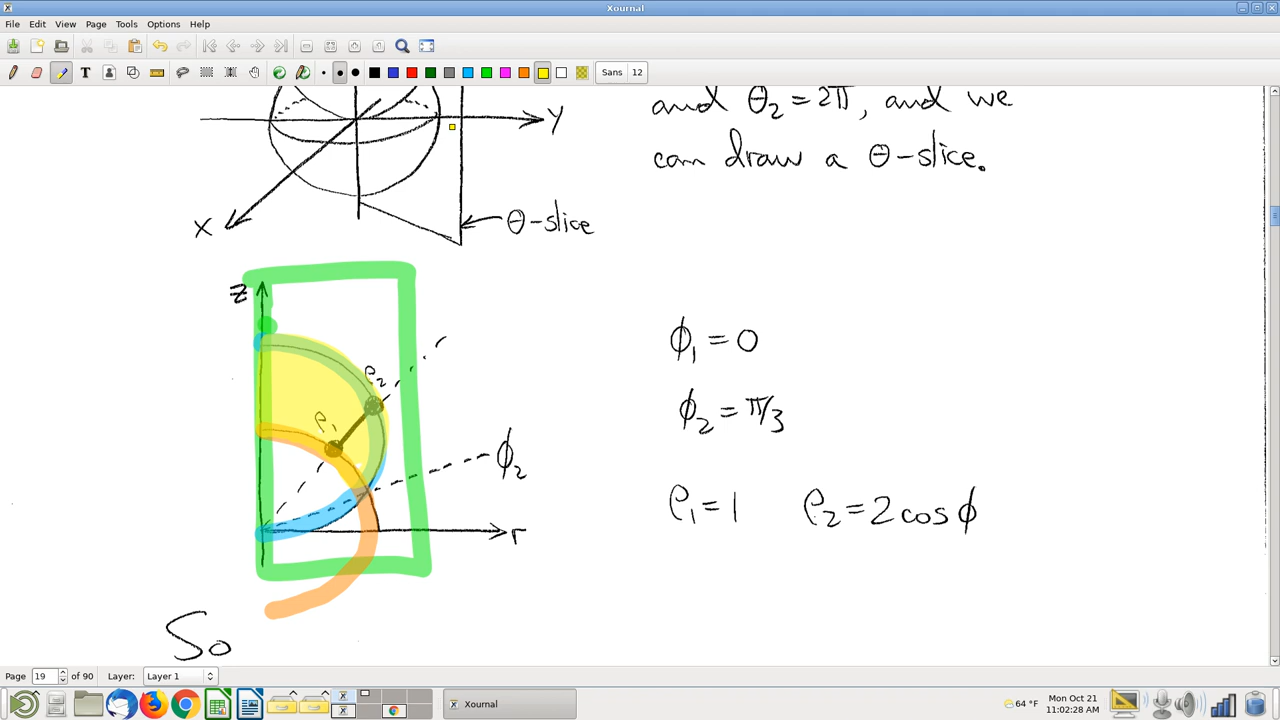 Xournal
File Edit View Page Tools Options Help
Sans 12
and θ₂ = 2π, and we
Y
can draw a θ-slice.
X
θ-slice
Z
ρ₂
ρ₁
ϕ₂
r
ϕ₁ = 0
ϕ₂ = π/3
ρ₁ = 1 ρ₂ = 2 cos ϕ
So
Page 19 of 90 Layer: Layer 1
Xournal
64 °F
Mon Oct 21
11:02:28 AM